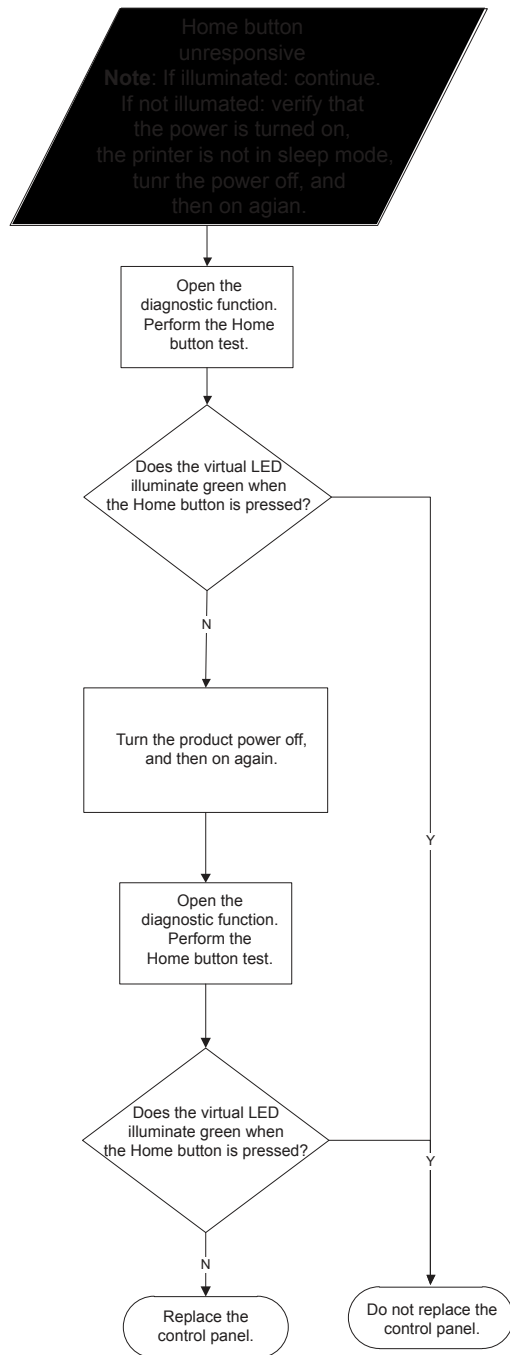 Home button
unresponsive
Note: If illuminated: continue.
If not illumated: verify that
the power is turned on,
the printer is not in sleep mode,
tunr the power off, and
then on agian.
Open the
diagnostic function.
Perform the Home
button test.
Does the virtual LED
illuminate green when
the Home button is pressed?
N
Turn the product power off,
and then on again.
Y
Open the
diagnostic function.
Perform the
Home button test.
Does the virtual LED
illuminate green when
the Home button is pressed?
Y
N
Replace the
control panel.
Do not replace the
control panel.